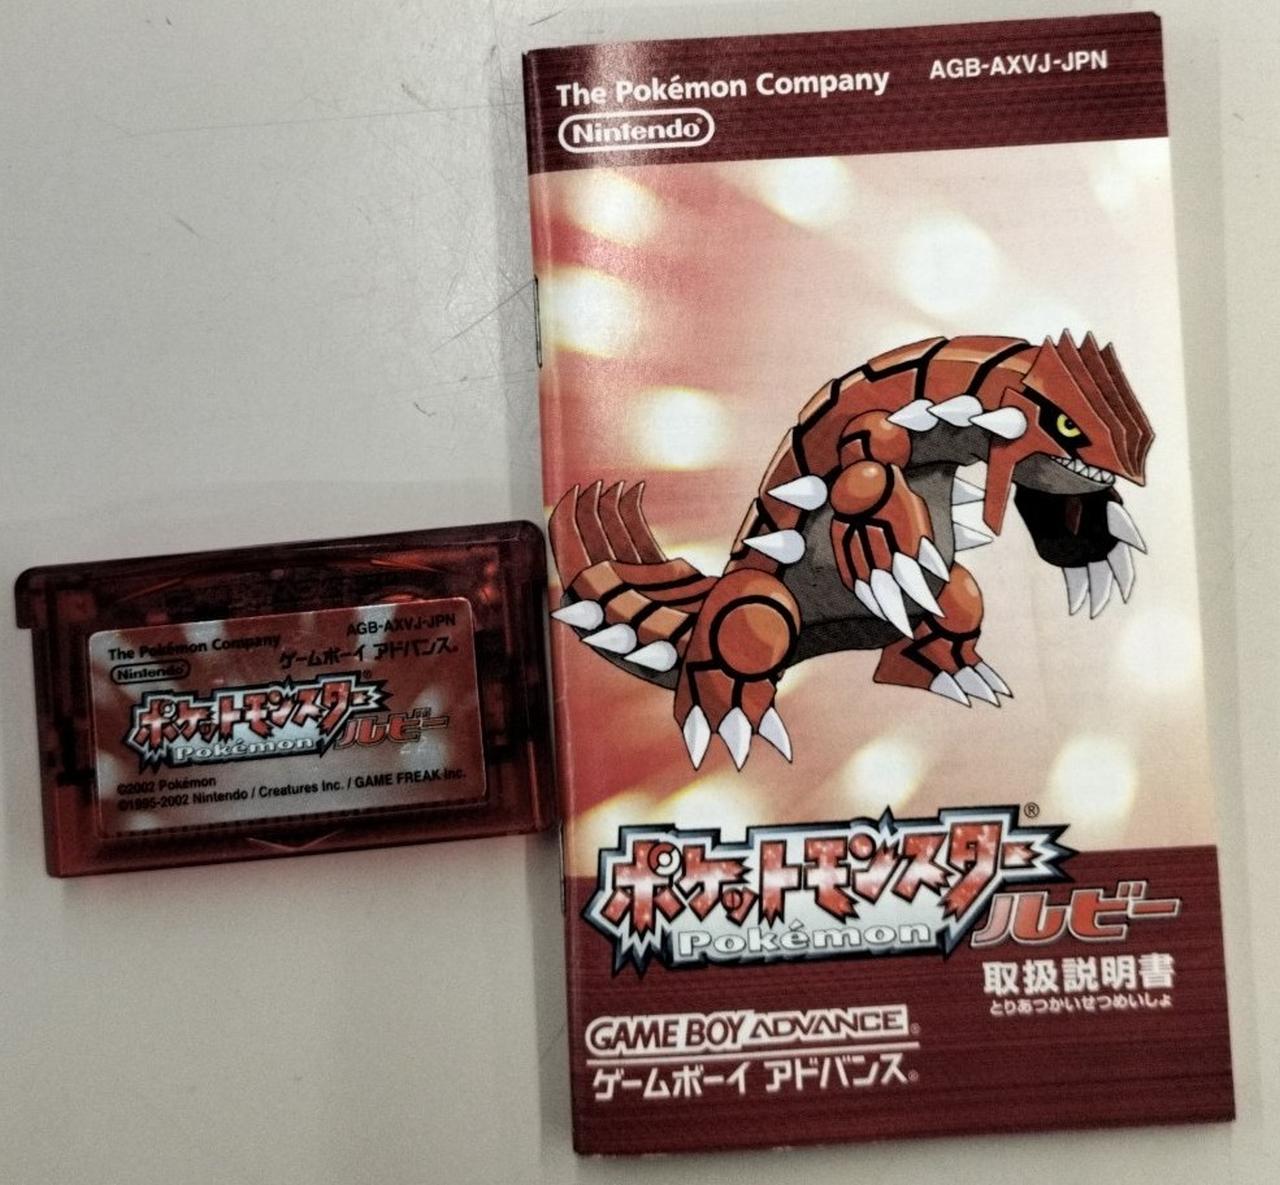 The Pokémon Company
AGB-AXVJ-JPN
Nintendo®
ポケットモンスター®
Pokémon
ルビー
取扱説明書
とりあつかいせつめいしょ
GAME BOY ADVANCE®
ゲームボーイ アドバンス®
The Pokémon Company
AGB-AXVJ-JPN
Nintendo®
ゲームボーイ アドバンス®
ポケットモンスター®
Pokémon
ルビー
©2002 Pokémon
©1995-2002 Nintendo / Creatures Inc. / GAME FREAK Inc.